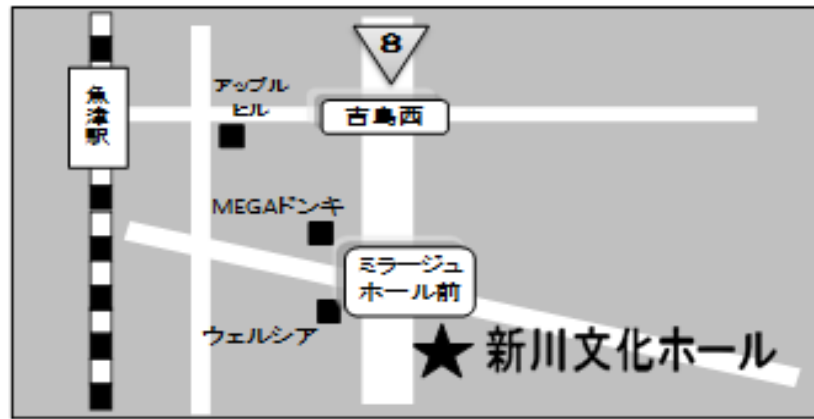 8
魚津駅
アップル
ヒル
吉島西
MEGAドンキ
ミラージュ
ホール前
ウェルシア
★新川文化ホール